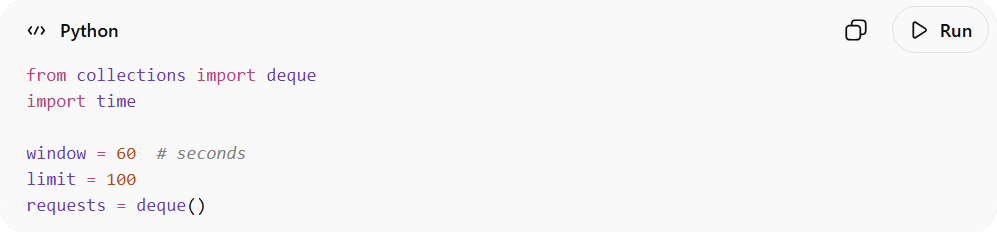 Python
Run
from collections import deque
import time
window = 60  # seconds
limit = 100
requests = deque()